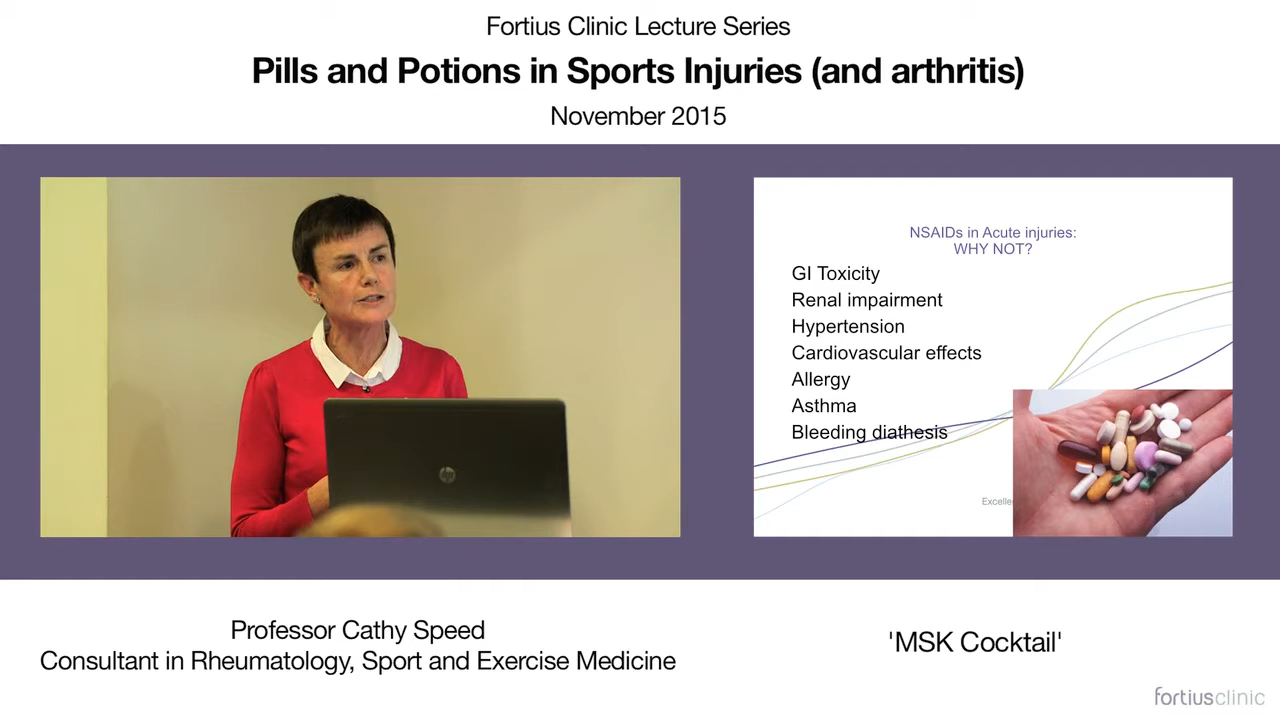 Fortius Clinic Lecture Series
Pills and Potions in Sports Injuries (and arthritis)
November 2015
hp
NSAIDs in Acute injuries:
WHY NOT?
GI Toxicity
Renal impairment
Hypertension
Cardiovascular effects
Allergy
Asthma
Bleeding diathesis
Professor Cathy Speed
Consultant in Rheumatology, Sport and Exercise Medicine
'MSK Cocktail'
fortiusclinic